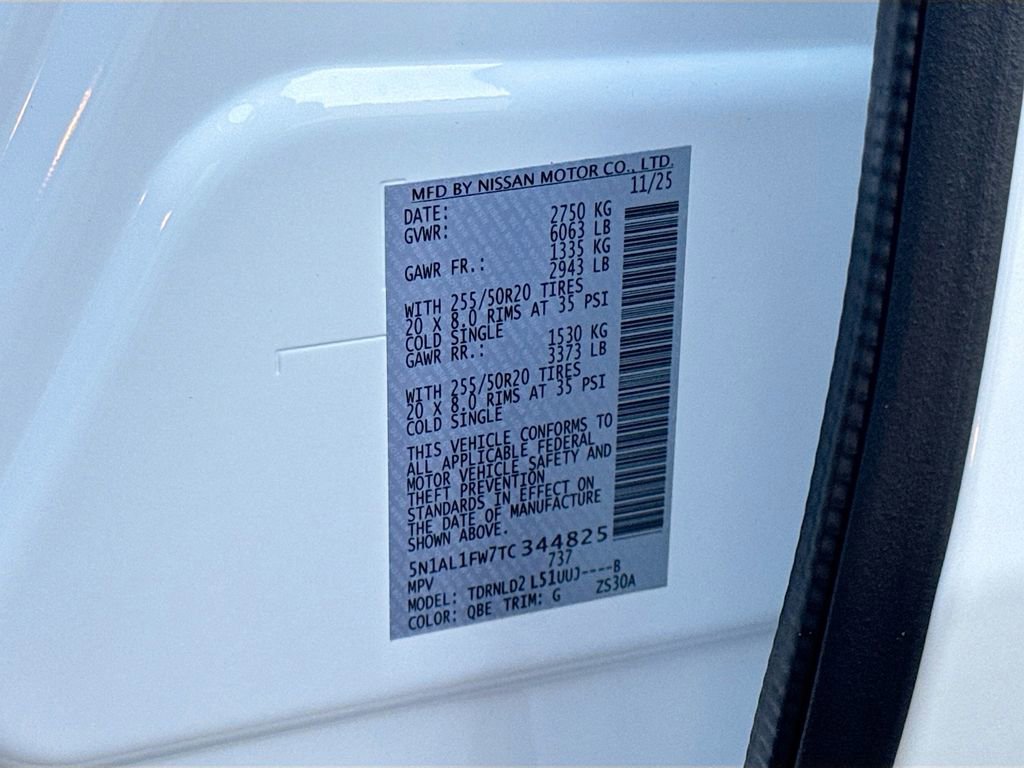 MFD BY NISSAN MOTOR CO., LTD.
DATE: 11/25
GVWR: 2750 KG
6063 LB
1335 KG
GAWR FR.: 2943 LB
WITH 255/50R20 TIRES
20 X 8.0 RIMS AT 35 PSI
COLD SINGLE
1530 KG
GAWR RR.: 3373 LB
WITH 255/50R20 TIRES
20 X 8.0 RIMS AT 35 PSI
COLD SINGLE
THIS VEHICLE CONFORMS TO
ALL APPLICABLE FEDERAL
MOTOR VEHICLE SAFETY AND
THEFT PREVENTION
STANDARDS IN EFFECT ON
THE DATE OF MANUFACTURE
SHOWN ABOVE.
5N1AL1FW7TC344825
MPV 737
MODEL: TDRNLD2 L51UUJ----B
COLOR: QBE TRIM: G ZS30A